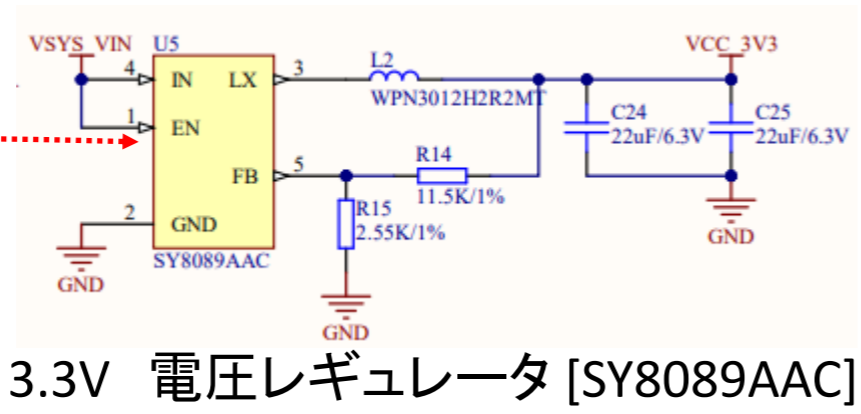 VSYS_VIN U5
4 IN LX 3
L2
WPN3012H2R2MT
VCC_3V3
1 EN
C24
22uF/6.3V
C25
22uF/6.3V
FB 5
R14
11.5K/1%
R15
2.55K/1%
2 GND
SY8089AAC
GND
GND
GND
3.3V 電圧レギュレータ [SY8089AAC]